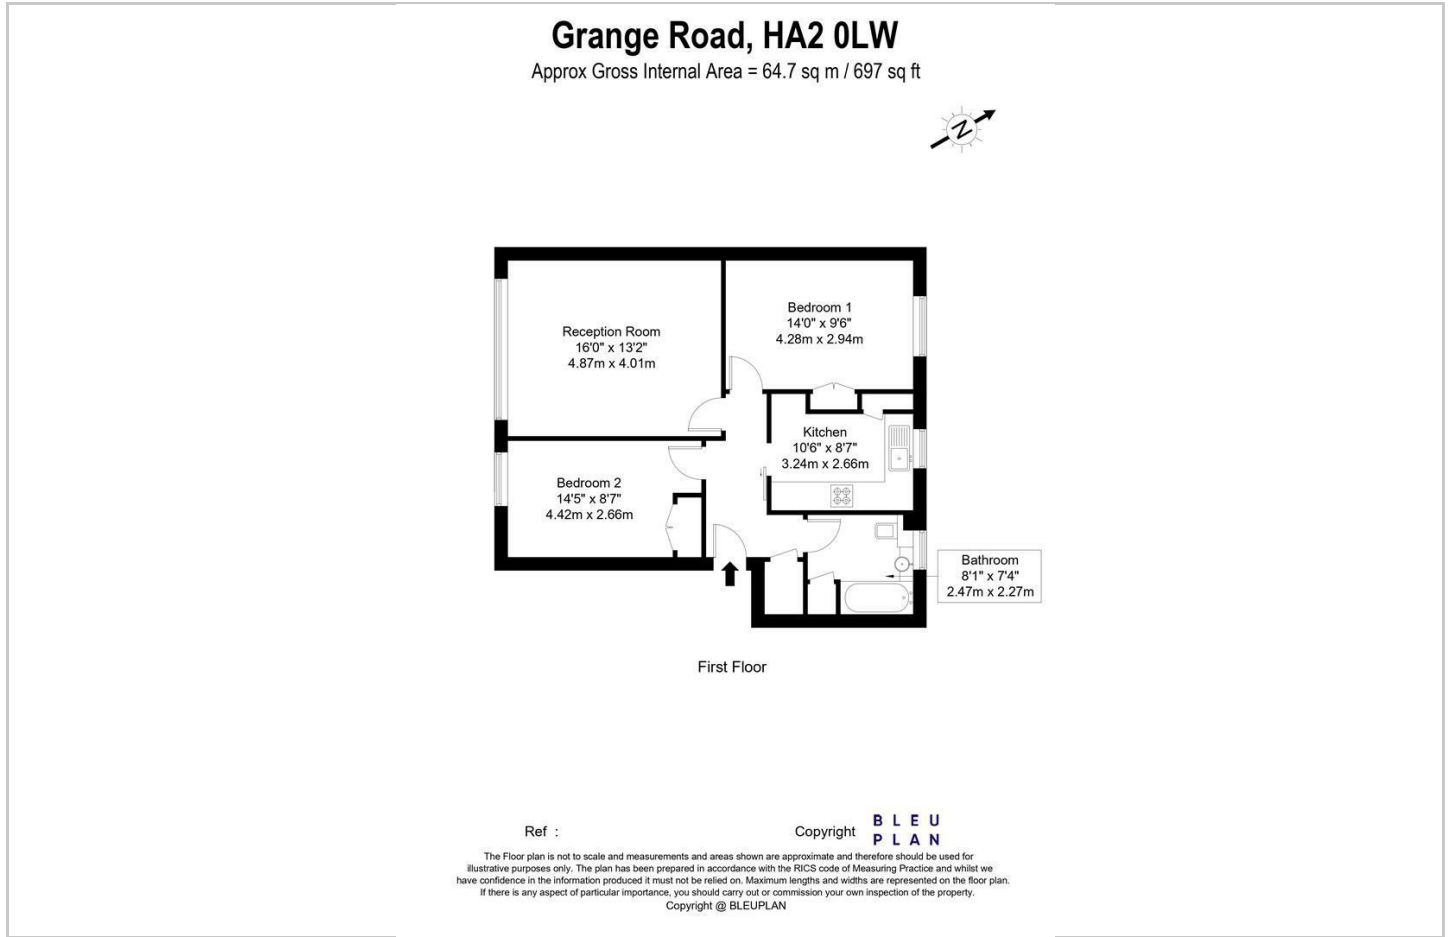 Grange Road, HA2 0LW
Approx Gross Internal Area = 64.7 sq m / 697 sq ft
N
Bedroom 1
14'0" x 9'6"
4.28m x 2.94m
Reception Room
16'0" x 13'2"
4.87m x 4.01m
Kitchen
10'6" x 8'7"
3.24m x 2.66m
Bedroom 2
14'5" x 8'7"
4.42m x 2.66m
Bathroom
8'1" x 7'4"
2.47m x 2.27m
First Floor
Ref :
Copyright
BLEU
PLAN
The Floor plan is not to scale and measurements and areas shown are approximate and therefore should be used for
illustrative purposes only. The plan has been prepared in accordance with the RICS code of Measuring Practice and whilst we
have confidence in the information produced it must not be relied on. Maximum lengths and widths are represented on the floor plan.
If there is any aspect of particular importance, you should carry out or commission your own inspection of the property.
Copyright @ BLEUPLAN